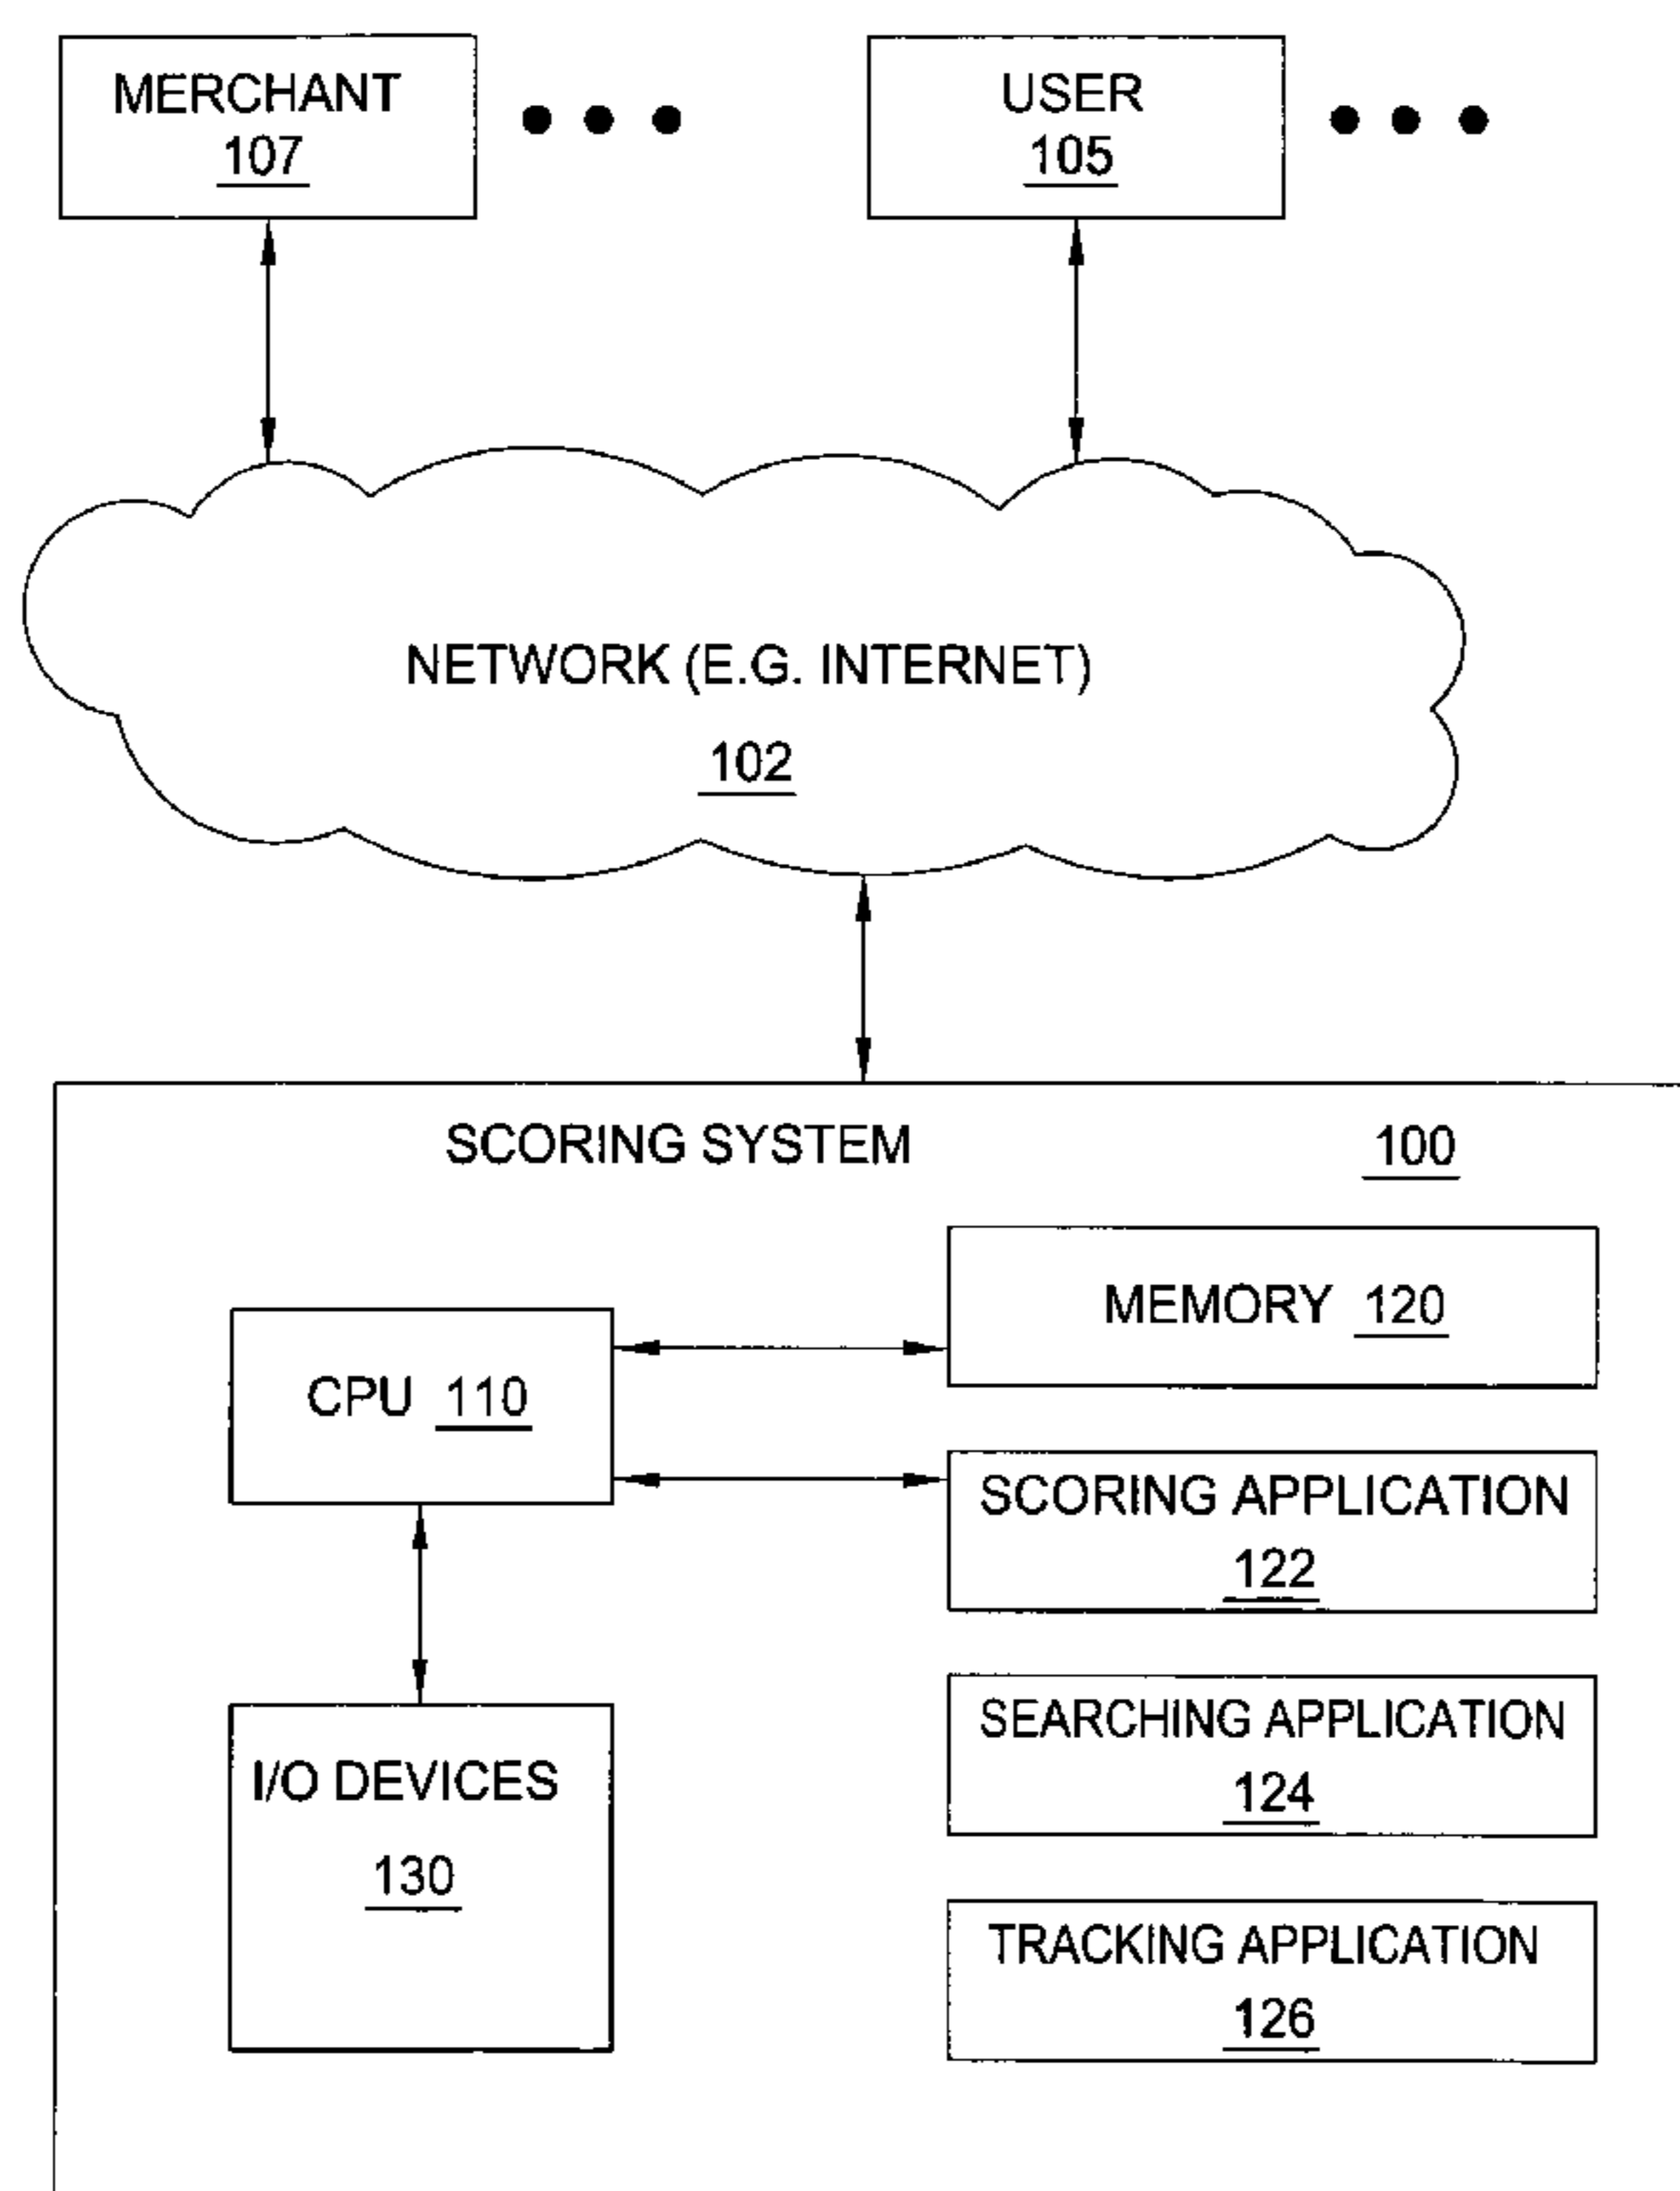 MERCHANT
107
USER
105
NETWORK (E.G. INTERNET)
102
SCORING SYSTEM
100
MEMORY 120
CPU 110
SCORING APPLICATION
122
SEARCHING APPLICATION
124
I/O DEVICES
130
TRACKING APPLICATION
126